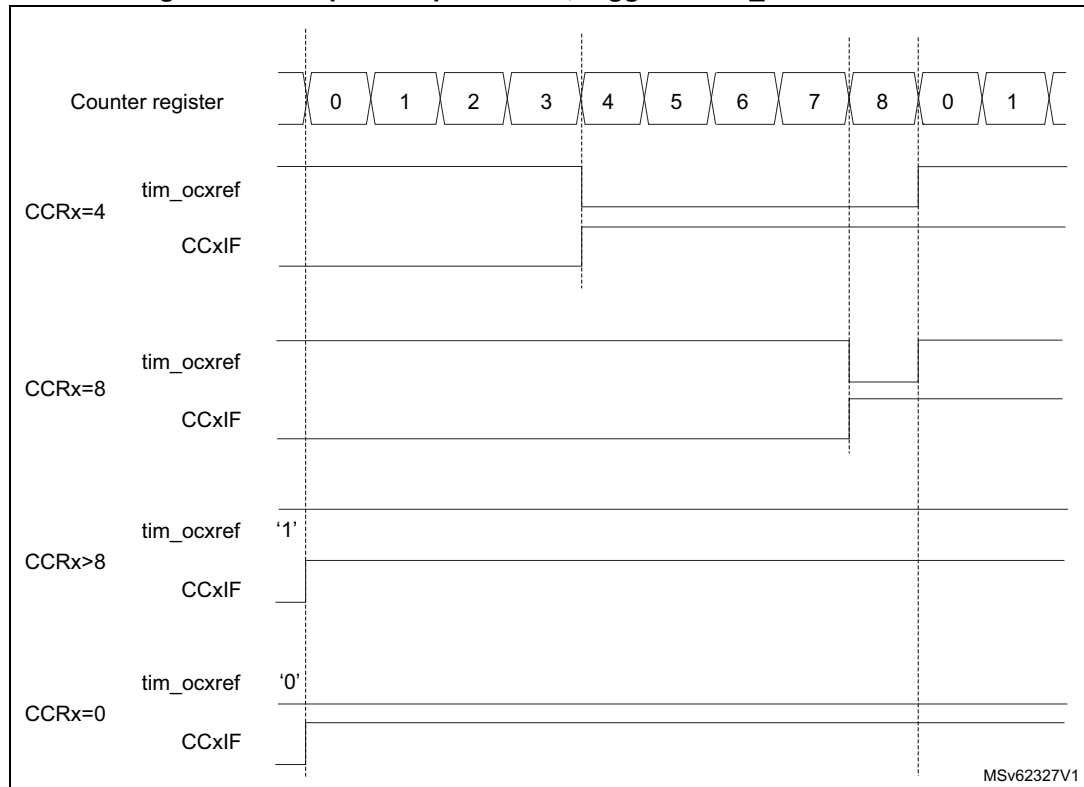 Counter register 0 1 2 3 4 5 6 7 8 0 1
tim_ocxref
CCRx=4
CCxIF
tim_ocxref
CCRx=8
CCxIF
tim_ocxref ‘1’
CCRx>8
CCxIF
tim_ocxref ‘0’
CCRx=0
CCxIF
MSv62327V1